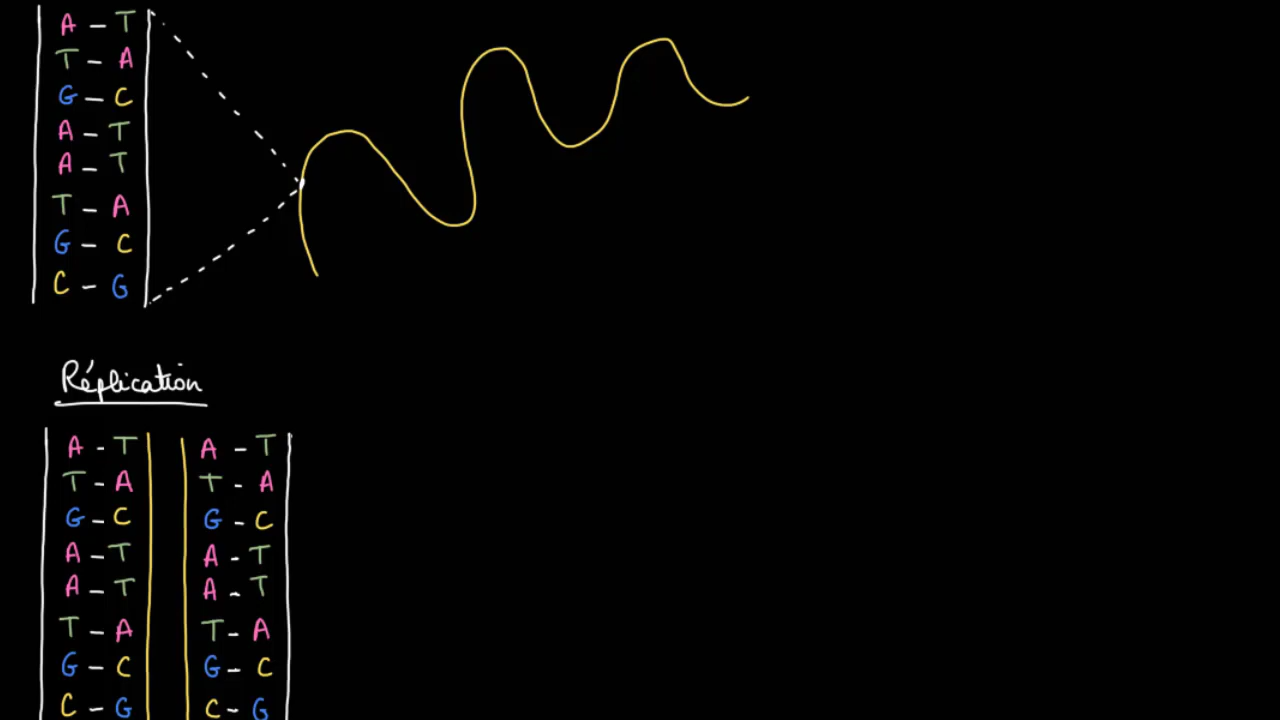 A - T
T - A
G - C
A - T
A - T
T - A
G - C
C - G
Réplication
A - T A - T
T - A T - A
G - C G - C
A - T A - T
A - T A - T
T - A T - A
G - C G - C
C - G C - G